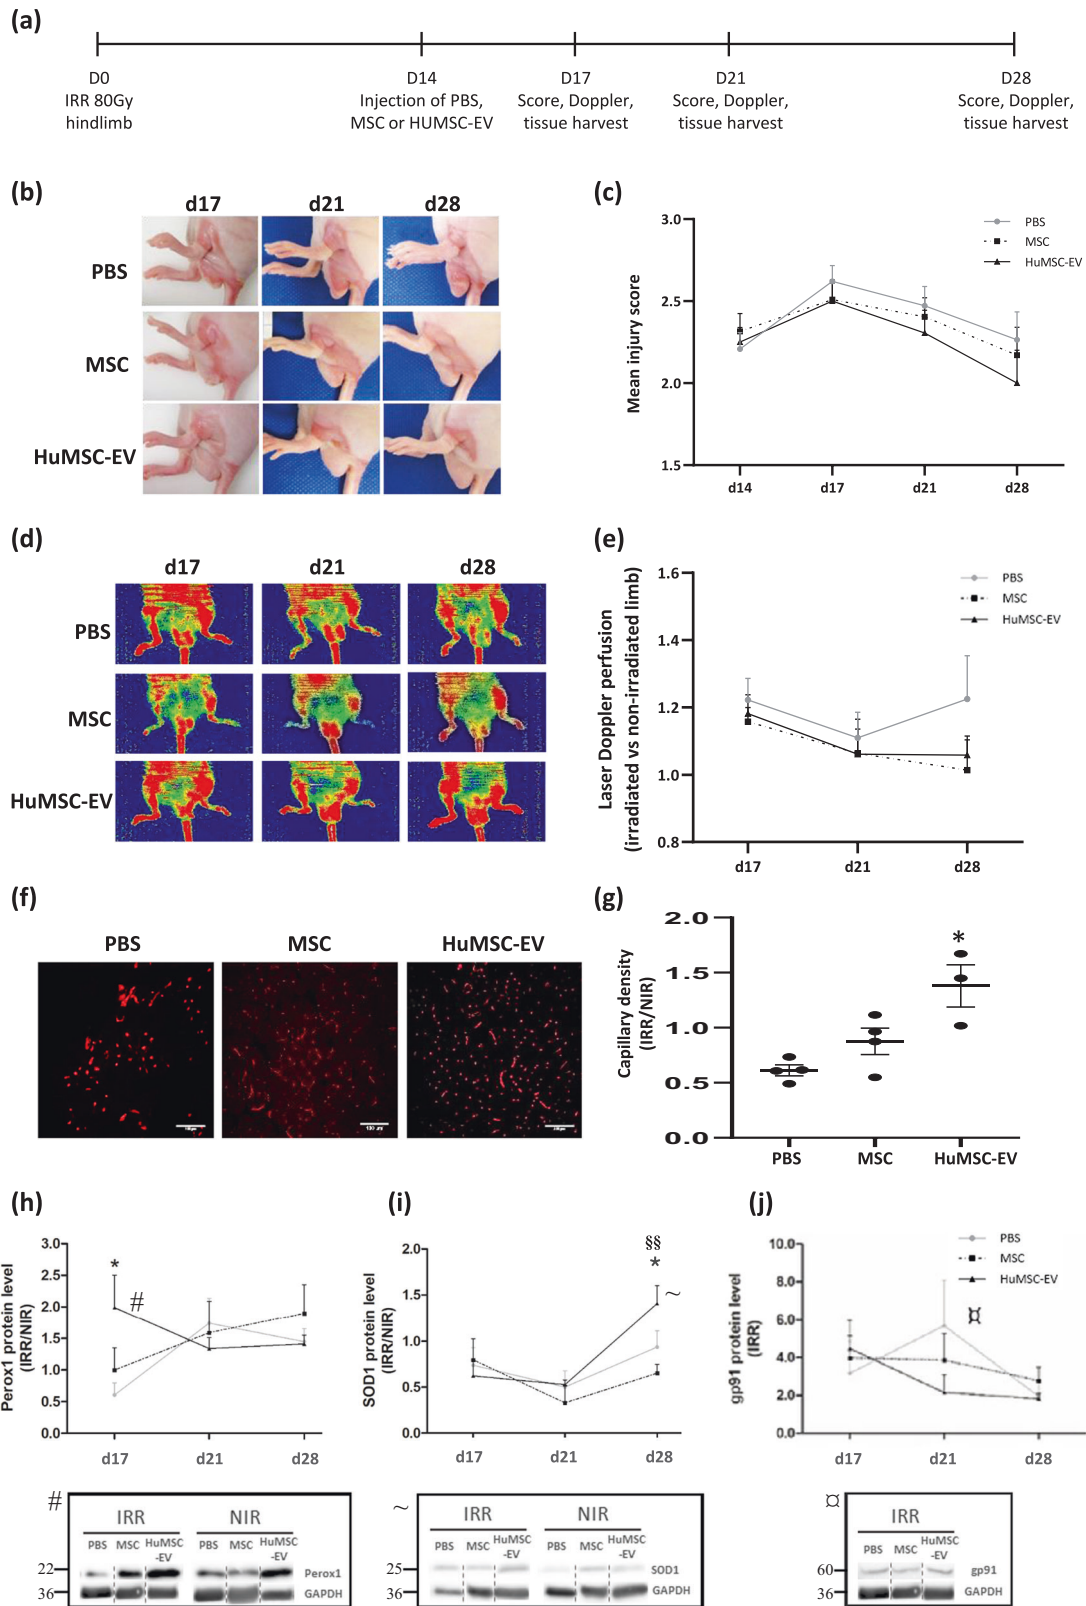 (a)
D0
IRR 80Gy
hindlimb
D14
Injection of PBS,
MSC or HUMSC-EV
D17
Score, Doppler,
tissue harvest
D21
Score, Doppler,
tissue harvest
D28
Score, Doppler,
tissue harvest
(b)
d17 d21 d28
PBS
MSC
HuMSC-EV
(c)
Mean injury score
3.0
2.5
2.0
1.5
d14 d17 d21 d28
PBS
MSC
HuMSC-EV
(d)
d17 d21 d28
PBS
MSC
HuMSC-EV
(e)
Laser Doppler perfusion
(irradiated vs non-irradiated limb)
1.6
1.4
1.2
1.0
0.8
d17 d21 d28
PBS
MSC
HuMSC-EV
(f)
PBS MSC HuMSC-EV
(g)
Capillary density
(IRR/NIR)
2.0
1.5
1.0
0.5
0.0
*
PBS MSC HuMSC-EV
(h)
Perox1 protein level
(IRR/NIR)
3.0
2.5
2.0
1.5
1.0
0.5
0.0
*
#
d17 d21 d28
(i)
SOD1 protein level
(IRR/NIR)
2.0
1.5
1.0
0.5
0.0
§§
*
~
d17 d21 d28
(j)
gp91 protein level
(IRR)
10.0
8.0
6.0
4.0
2.0
0.0
PBS
MSC
HuMSC-EV
¤
d17 d21 d28
#
IRR NIR
PBS MSC HuMSC
-EV
PBS MSC HuMSC
-EV
22 Perox1
36 GAPDH
~
IRR NIR
PBS MSC HuMSC
-EV
PBS MSC HuMSC
-EV
25 SOD1
36 GAPDH
¤
IRR
PBS MSC HuMSC
-EV
60 gp91
36 GAPDH